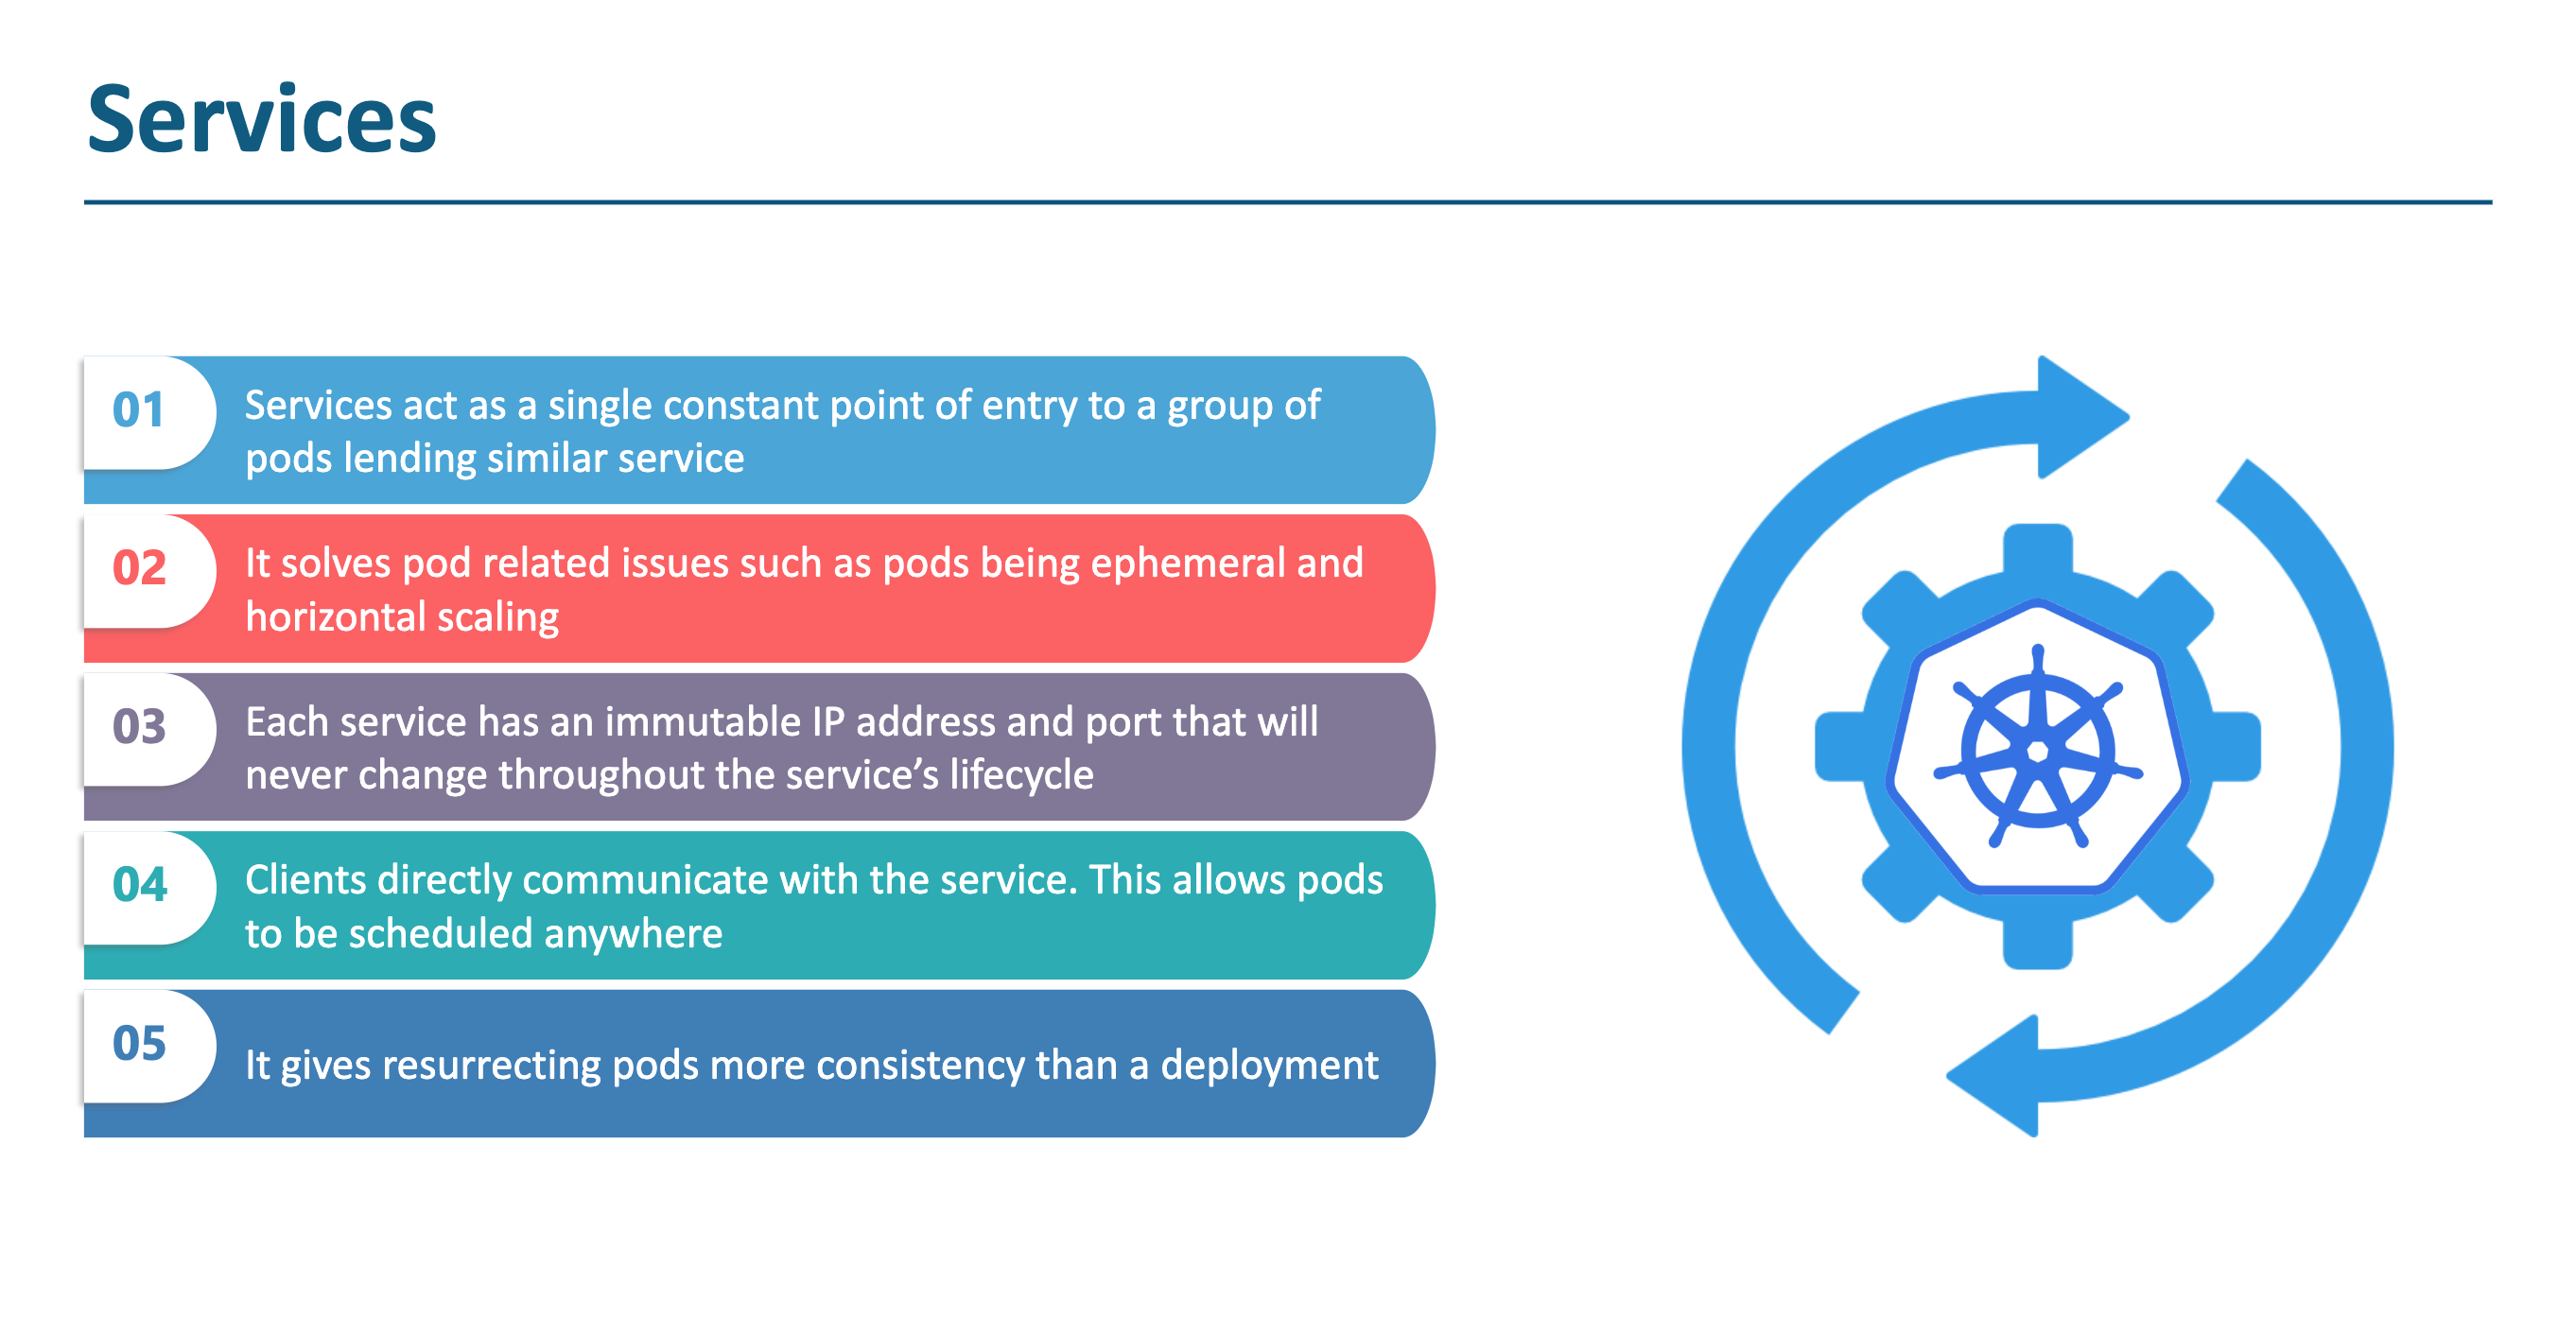 Services
01
Services act as a single constant point of entry to a group of
pods lending similar service
02
It solves pod related issues such as pods being ephemeral and
horizontal scaling
03
Each service has an immutable IP address and port that will
never change throughout the service’s lifecycle
04
Clients directly communicate with the service. This allows pods
to be scheduled anywhere
05
It gives resurrecting pods more consistency than a deployment